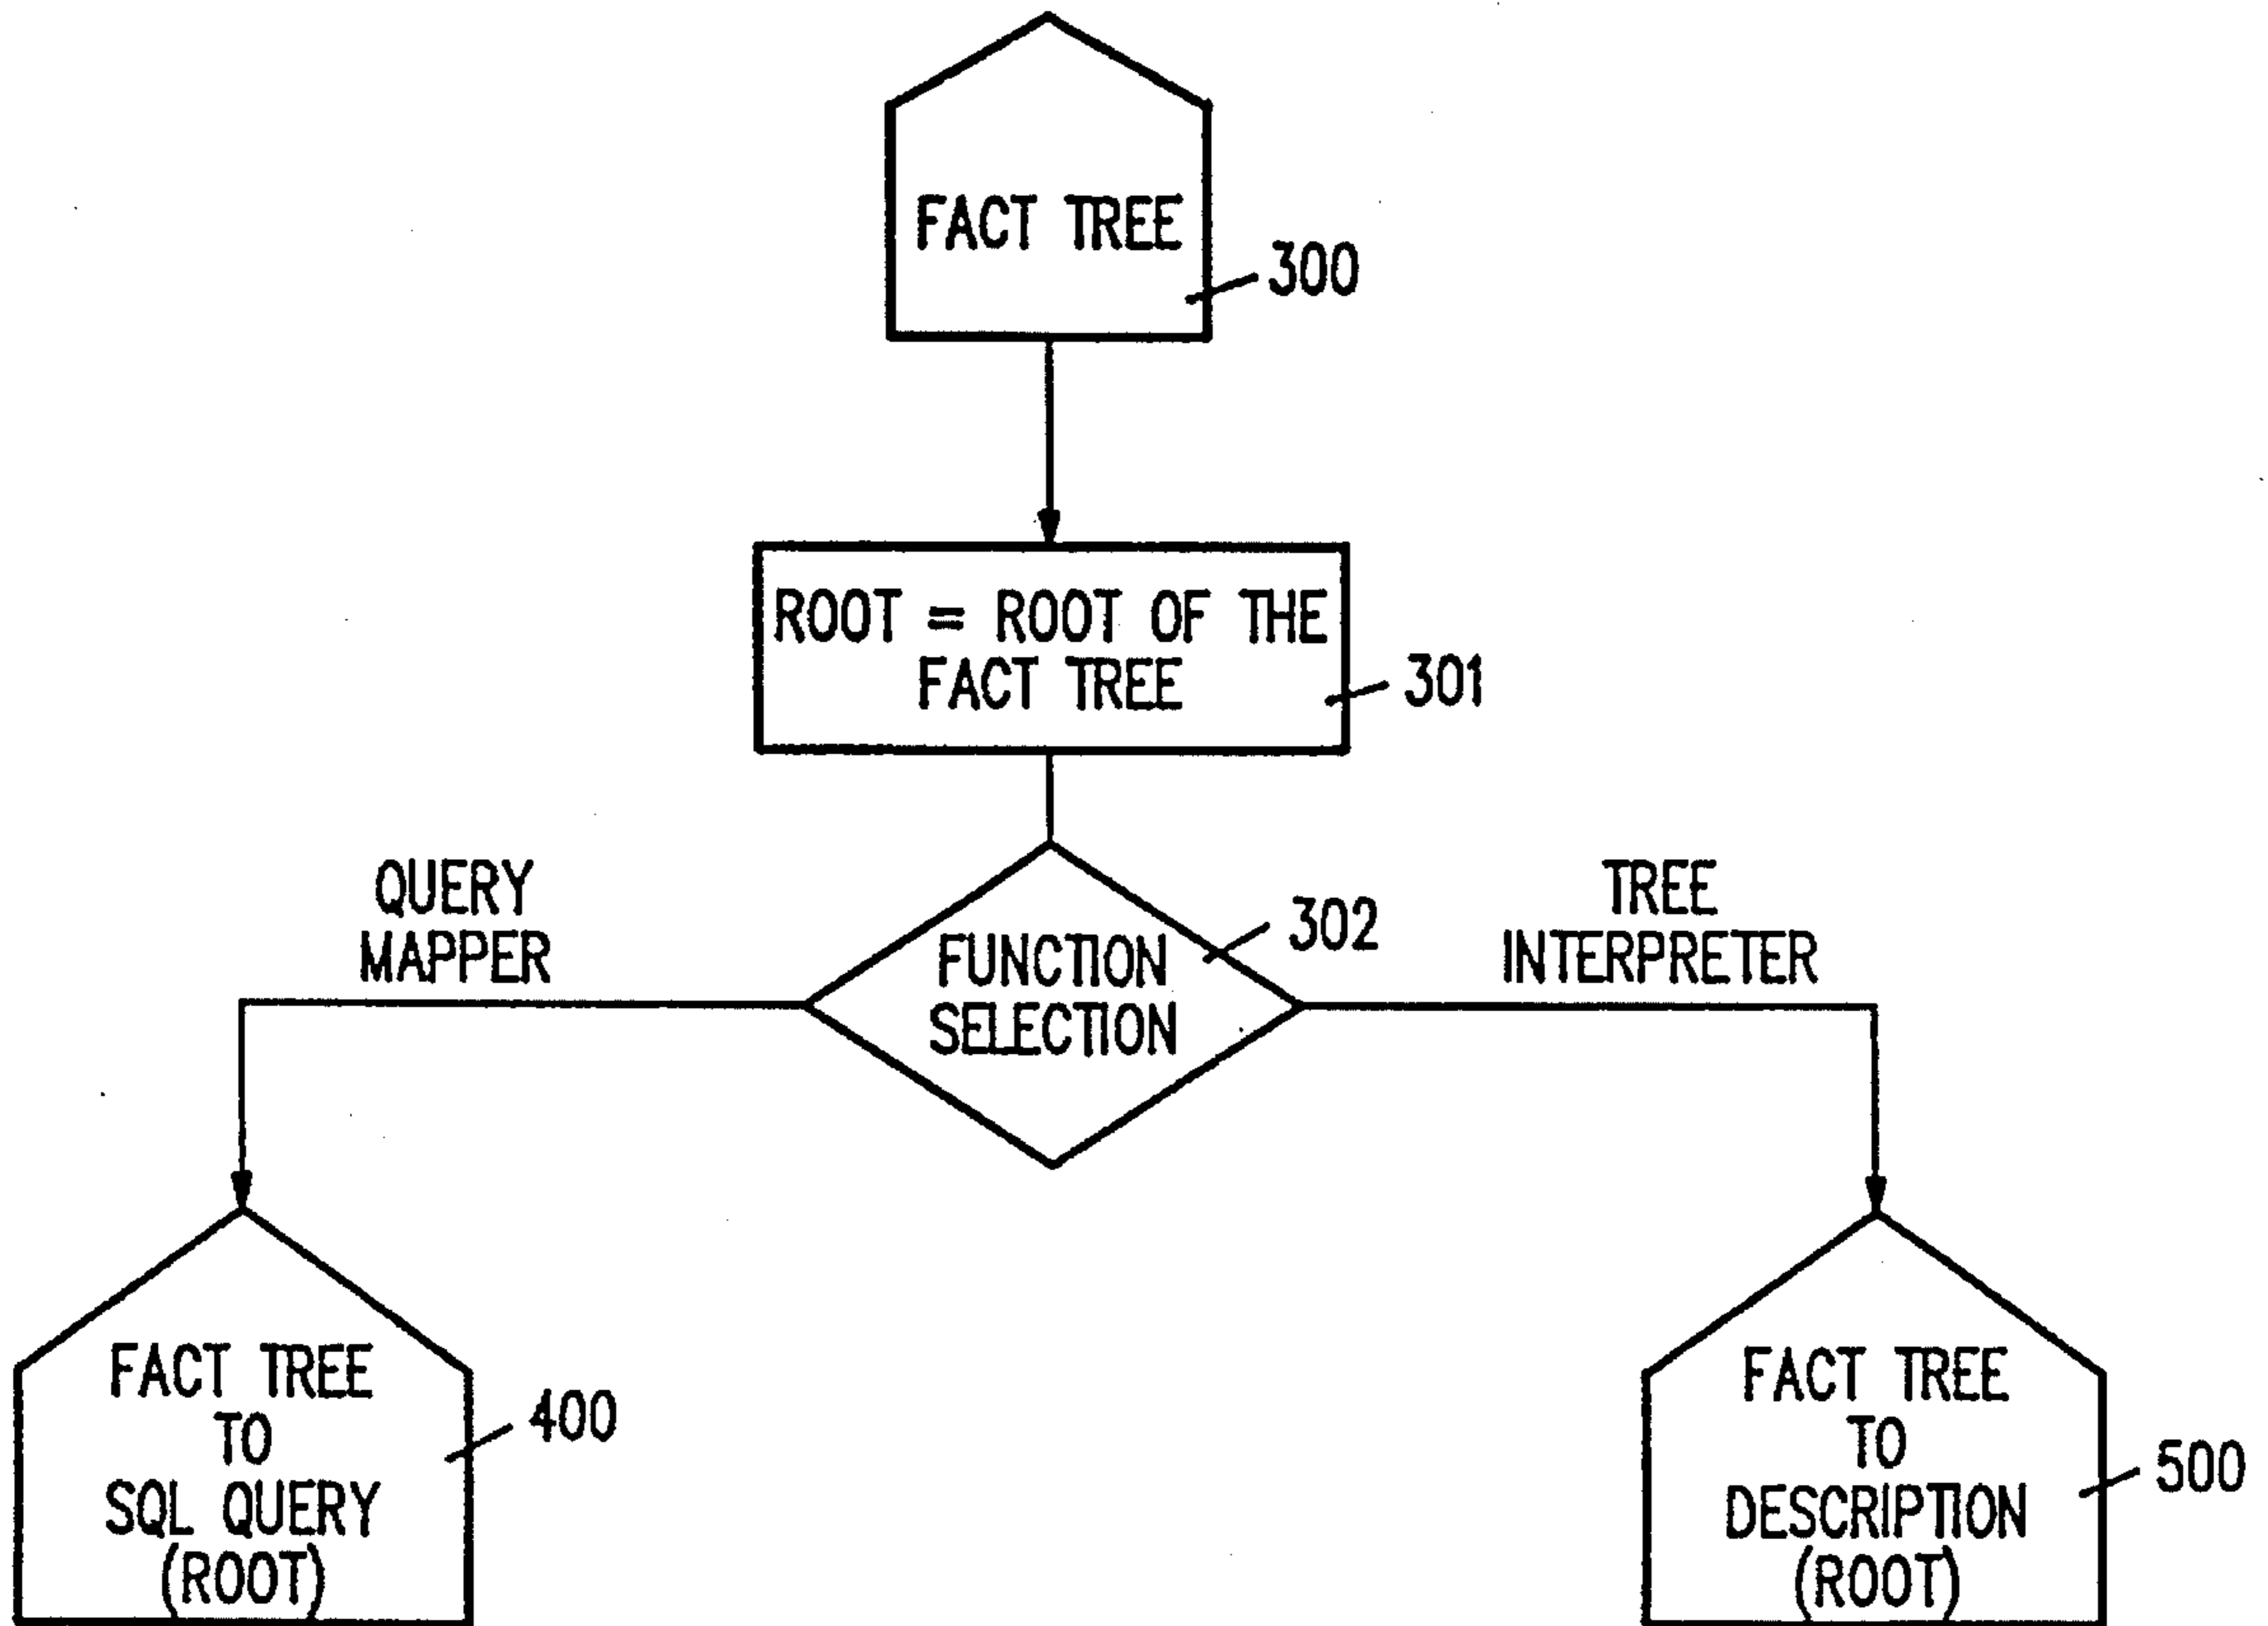 FACT TREE
300
ROOT = ROOT OF THE
FACT TREE
301
QUERY
MAPPER
FUNCTION
SELECTION
302
TREE
INTERPRETER
FACT TREE
TO
SQL QUERY
(ROOT)
400
FACT TREE
TO
DESCRIPTION
(ROOT)
500